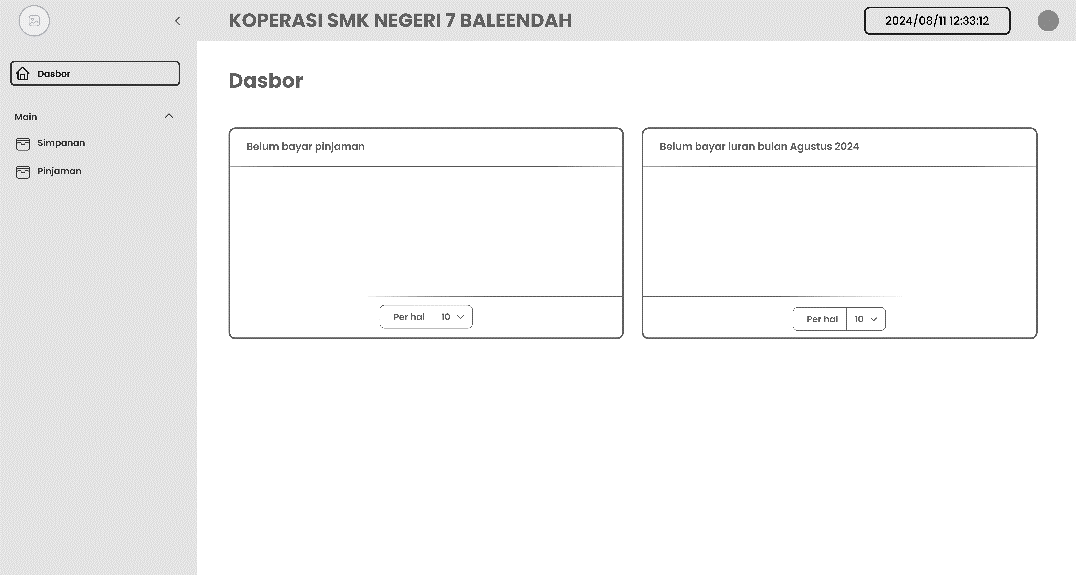 KOPERASI SMK NEGERI 7 BALEENDAH
2024/08/11 12:33:12
Dasbor
Main
Simpanan
Pinjaman
Dasbor
Belum bayar pinjaman
Per hal 10
Belum bayar Iuran bulan Agustus 2024
Per hal 10